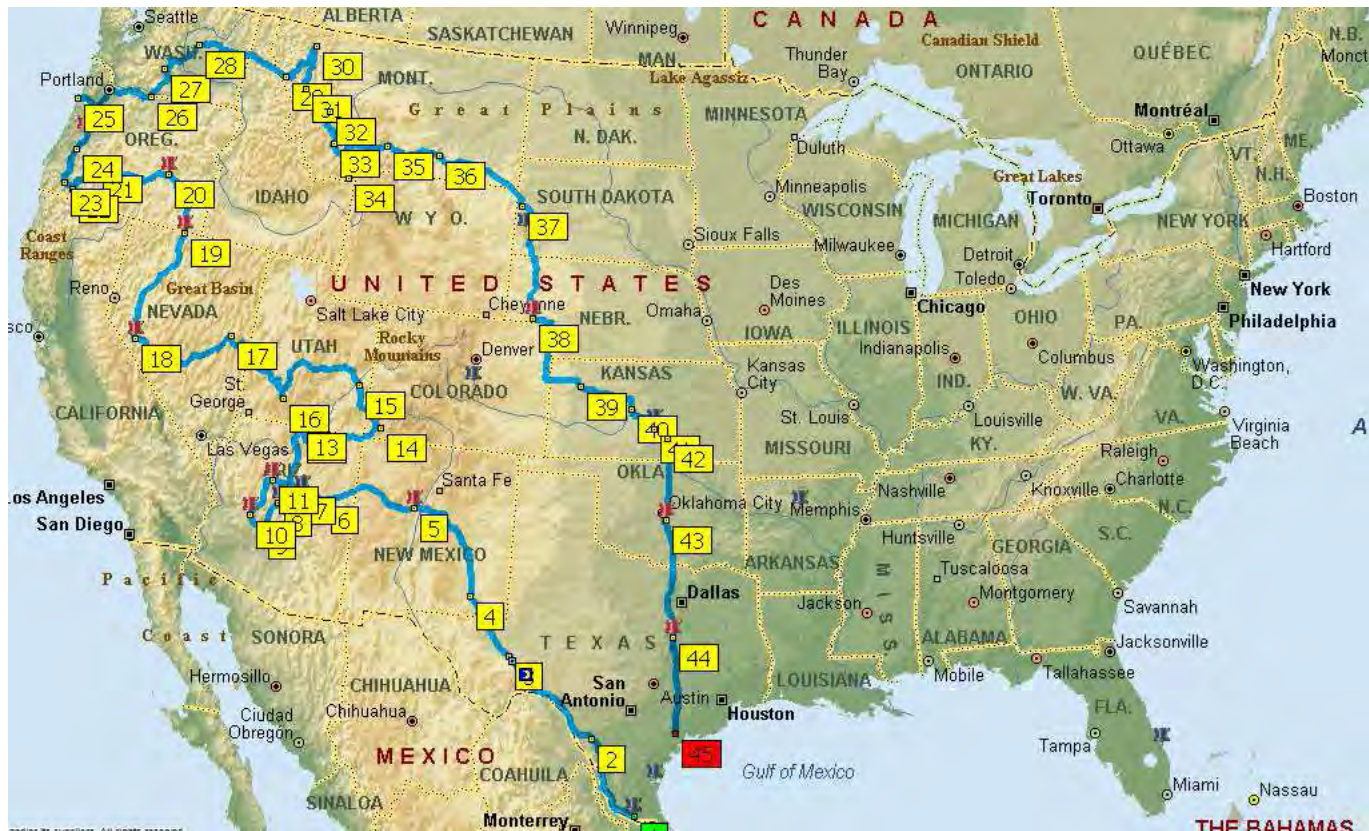 ALBERTA
C A N A D A
Seattle
SASKATCHEWAN
Winnipeg
Canadian Shield
QUÉBEC
N.B.
WASH.
30
MAN.
Thunder
Bay
ONTARIO
Monct
28
MONT.
Lake Agassiz
Portland
27
MINNESOTA
Montréal
25
26
31
Great Plains
N. DAK.
Ottawa
ME.
OREG.
32
Duluth
VT.
24
33
35
N.H.
21
20
IDAHO
36
SOUTH DAKOTA
Minneapolis
Great Lakes
Boston
23
34
W Y O.
WISCONSIN
MICHIGAN
Toronto
NEW YORK
Coast
Ranges
19
37
Sioux Falls
Milwaukee
Detroit
Hartford
Reno
Great Basin
UNITED STATES
Des
Moines
Toledo
New York
NEVADA
Salt Lake City
Cheyenne
NEBR.
Omaha
Chicago
sco
IOWA
ILLINOIS
OHIO
PA.
Philadelphia
18
17
UTAH
Rocky
Mountains
Denver
38
Indianapolis
Columbus
Washington,
D.C.
St.
George
COLORADO
KANSAS
Kansas
City
IND.
W. VA.
CALIFORNIA
16
15
39
St. Louis
Louisville
VA.
Virginia
Beach
A
Las Vegas
13
14
40
MISSOURI
KY.
Raleigh
42
OKLA
Los Angeles
Santa Fe
Nashville
Knoxville
Charlotte
San Diego
11
7
6
5
Oklahoma City
Memphis
N.C.
10
8
NEW MEXICO
43
Huntsville
S.C.
ARKANSAS
GEORGIA
Pacific
Coast
Tuscaloosa
4
Dallas
M I S S
Jackson
Montgomery
Savannah
SONORA
T E X A S
ALABAMA
Jacksonville
Hermosillo
CHIHUAHUA
44
LOUISIANA
Mobile
Tallahassee
San
Antonio
Austin
Houston
Ciudad
Obregón
Chihuahua
FLA.
MEXICO
2
45
Gulf of Mexico
Tampa
COAHUILA
Miami
Nassau
SINALOA
Monterrey
THE BAHAMAS